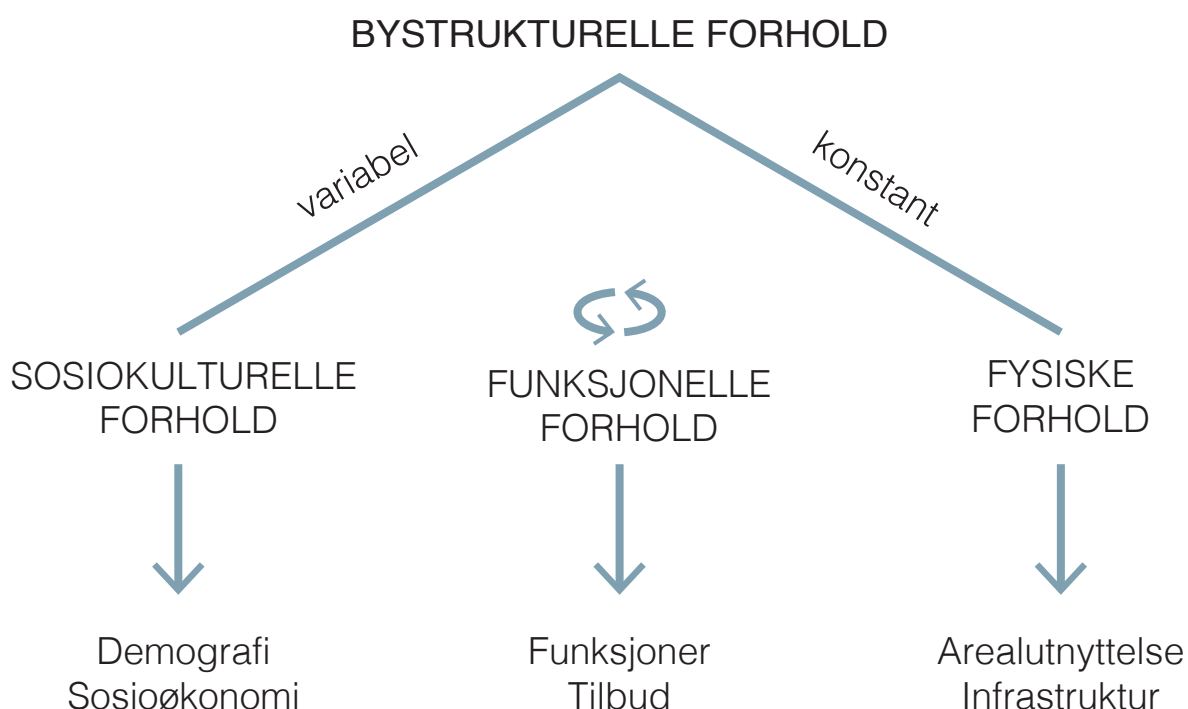 BYSTRUKTURELLE FORHOLD
variabel
konstant
SOSIOKULTURELLE
FORHOLD
FUNKSJONELLE
FORHOLD
FYSISKE
FORHOLD
Demografi
Sosioøkonomi
Funksjoner
Tilbud
Arealutnyttelse
Infrastruktur